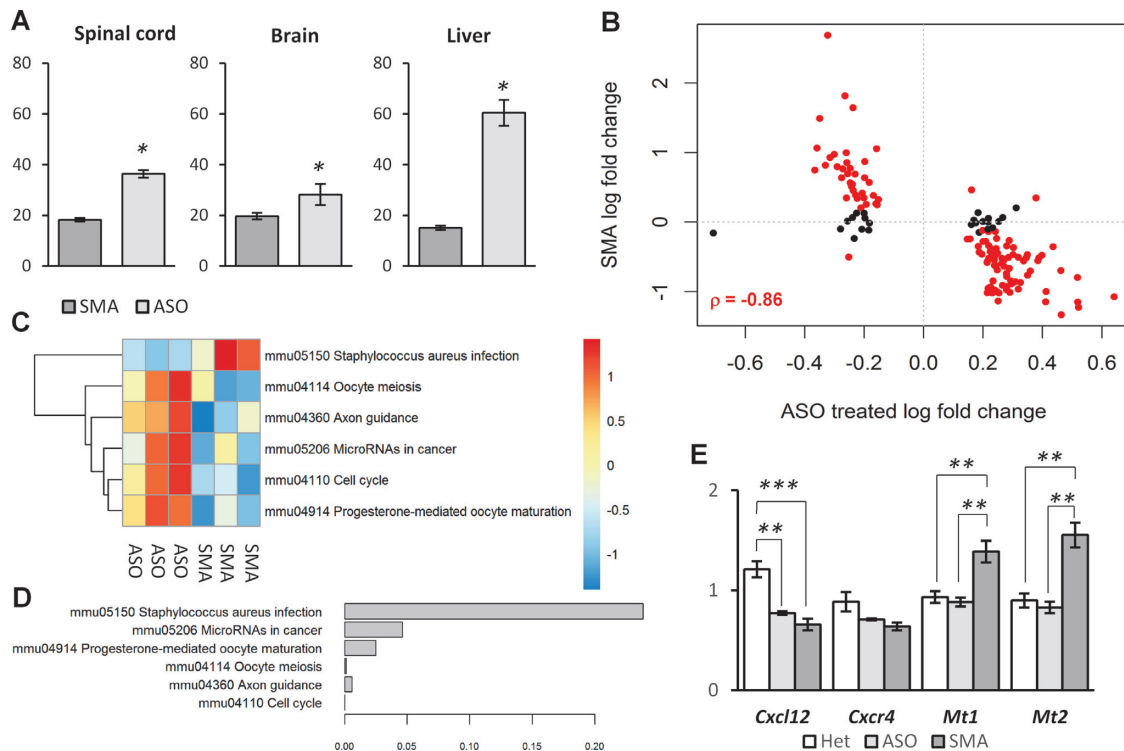 A
Spinal cord
Brain
Liver
80
60
40
20
0
80
60
40
20
0
80
60
40
20
0
*
*
*
SMA
ASO
B
SMA log fold change
2
1
0
-1
ρ = -0.86
-0.6
-0.4
-0.2
0.0
0.2
0.4
0.6
ASO treated log fold change
C
mmu05150 Staphylococcus aureus infection
mmu04114 Oocyte meiosis
mmu04360 Axon guidance
mmu05206 MicroRNAs in cancer
mmu04110 Cell cycle
mmu04914 Progesterone-mediated oocyte maturation
ASO
ASO
ASO
SMA
SMA
SMA
1
0.5
0
-0.5
-1
D
mmu05150 Staphylococcus aureus infection
mmu05206 MicroRNAs in cancer
mmu04914 Progesterone-mediated oocyte maturation
mmu04114 Oocyte meiosis
mmu04360 Axon guidance
mmu04110 Cell cycle
0.00
0.05
0.10
0.15
0.20
E
2
1
0
***
**
**
**
**
**
Cxcl12
Cxcr4
Mt1
Mt2
Het
ASO
SMA